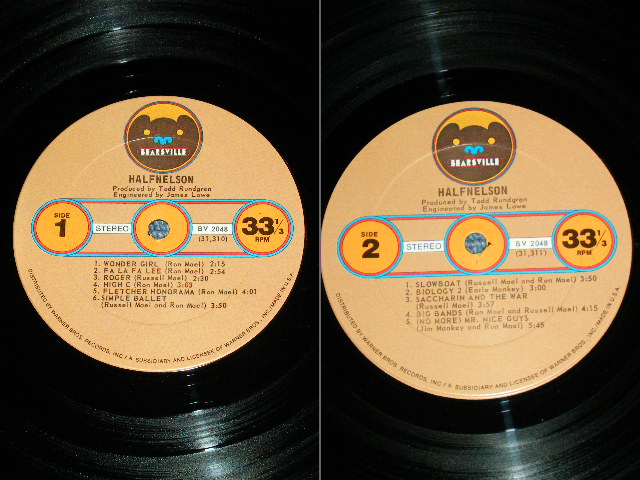 BEARSVILLE
HALFNELSON
Produced by Todd Rundgren
Engineered by James Lowe
SIDE
1
STEREO
BV 2048
(31,310)
33 1/3
RPM
1. WONDER GIRL (Ron Mael) 2:15
2. FA LA FA LEE (Ron Mael) 2:54
3. ROGER (Russell Mael) 2:30
4. HIGH C (Ron Mael) 3:03
5. FLETCHER HONORAMA (Ron Mael) 4:01
6. SIMPLE BALLET
(Russell Mael and Ron Mael) 3:50
DISTRIBUTED BY WARNER BROS. RECORDS, INC./A SUBSIDIARY AND LICENSEE OF WARNER BROS. INC./MADE IN U.S.A.
BEARSVILLE
HALFNELSON
Produced by Todd Rundgren
Engineered by James Lowe
SIDE
2
STEREO
BV 2048
(31,311)
33 1/3
RPM
1. SLOWBOAT (Russell Mael and Ron Mael) 3:50
2. BIOLOGY 2 (Earle Mankey) 3:00
3. SACCHARIN AND THE WAR
(Russell Mael) 3:57
4. BIG BANDS (Ron Mael and Russell Mael) 4:15
5. (NO MORE) MR. NICE GUYS
(Jim Mankey and Ron Mael) 5:45
DISTRIBUTED BY WARNER BROS. RECORDS, INC./A SUBSIDIARY AND LICENSEE OF WARNER BROS. INC./MADE IN U.S.A.